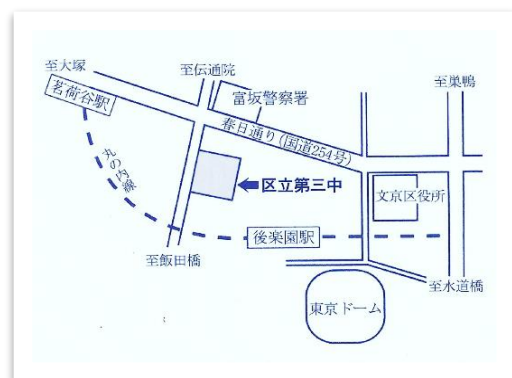 至大塚
至伝通院
至巣鴨
茗荷谷駅
富坂警察署
春日通り(国道254号)
丸の内線
区立第三中
文京区役所
後楽園駅
至飯田橋
至水道橋
東京ドーム